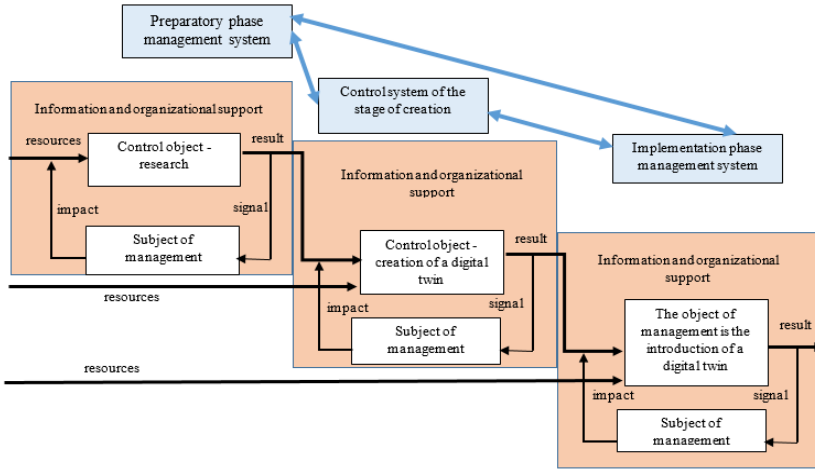 Preparatory phase
management system
Control system of the
stage of creation
Implementation phase
management system
Information and organizational support
resources
Control object -
research
result
impact
signal
Subject of
management
Information and organizational
support
resources
Control object -
creation of a digital
twin
result
impact
signal
Subject of
management
Information and organizational
support
resources
The object of
management is the
introduction of a
digital twin
result
impact
signal
Subject of
management